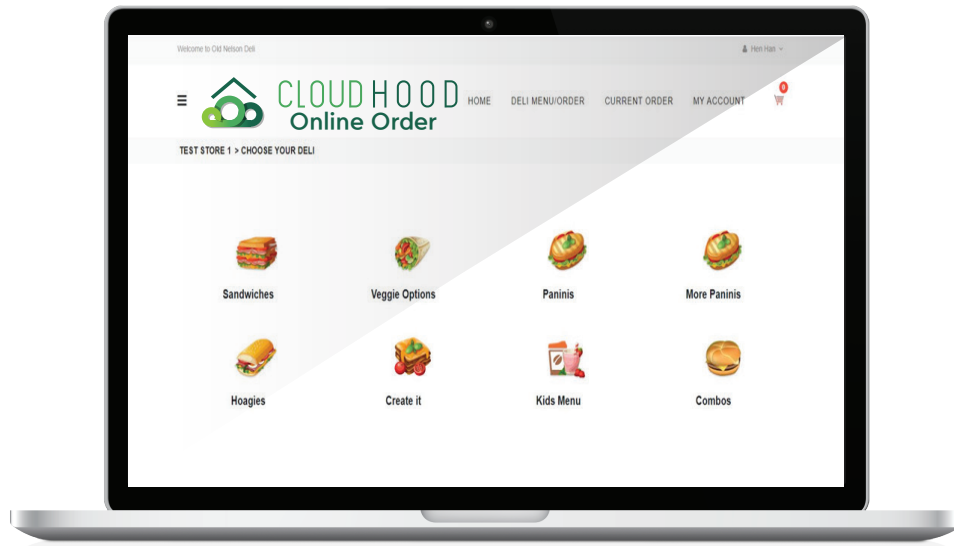 Welcome to Old Nelson Deli
Hen Han
CLOUDHOOD
Online Order
HOME
DELI MENU/ORDER
CURRENT ORDER
MY ACCOUNT
0
TEST STORE 1 > CHOOSE YOUR DELI
Sandwiches
Veggie Options
Paninis
More Paninis
Hoagies
Create it
Kids Menu
Combos